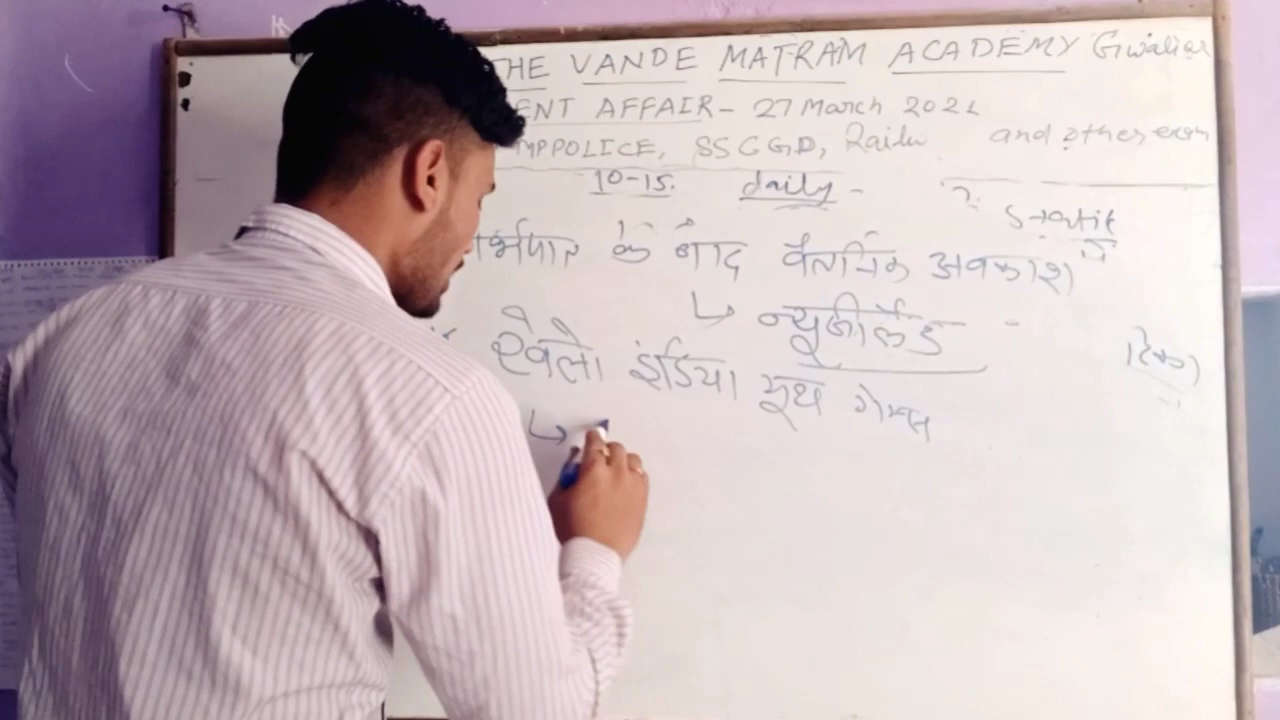 THE VANDE MATRAM ACADEMY Gwalior
ENT AFFAIR - 27 March 2021
MPPOLICE, SSCGD, Railw and other exam
10-15. daily -
Static
र्भपात के बाद वैतनिक अवकाश
↳ न्यूजीलैंड -
खेलो इंडिया यूथ गेम्स
↳